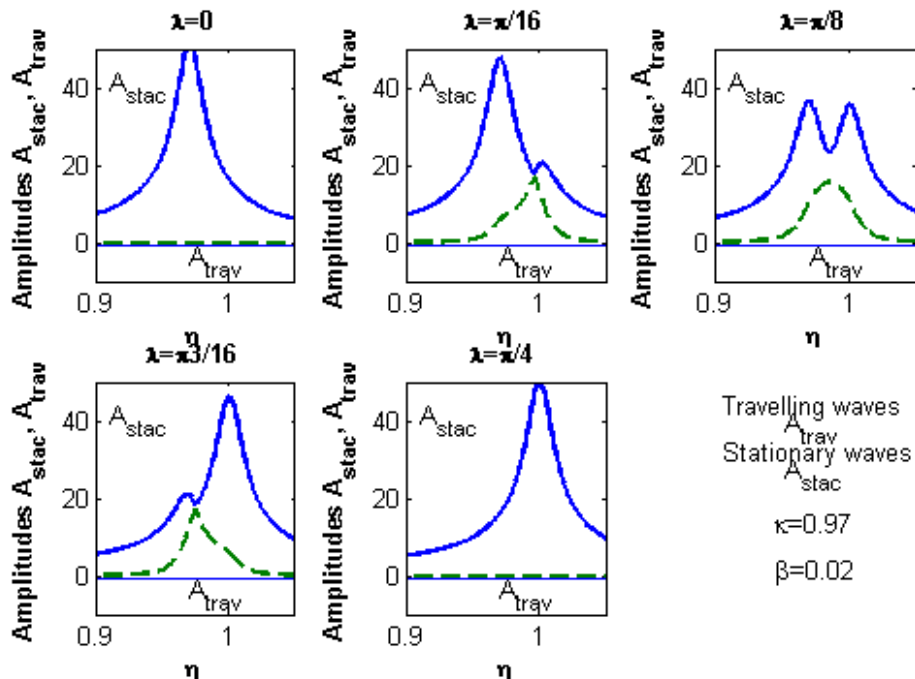 λ=0
Amplitudes A_stac, A_trav
40
20
0
A_stac
A_trav
0.9 1
η
λ=π/16
Amplitudes A_stac, A_trav
40
20
0
A_stac
A_trav
0.9 1
η
λ=π/8
Amplitudes A_stac, A_trav
40
20
0
A_stac
A_trav
0.9 1
η
λ=π3/16
Amplitudes A_stac, A_trav
40
20
0
A_stac
A_trav
0.9 1
η
λ=π/4
Amplitudes A_stac, A_trav
40
20
0
A_stac
A_trav
0.9 1
η
Travelling waves
A_trav
Stationary waves
A_stac
κ=0.97
β=0.02